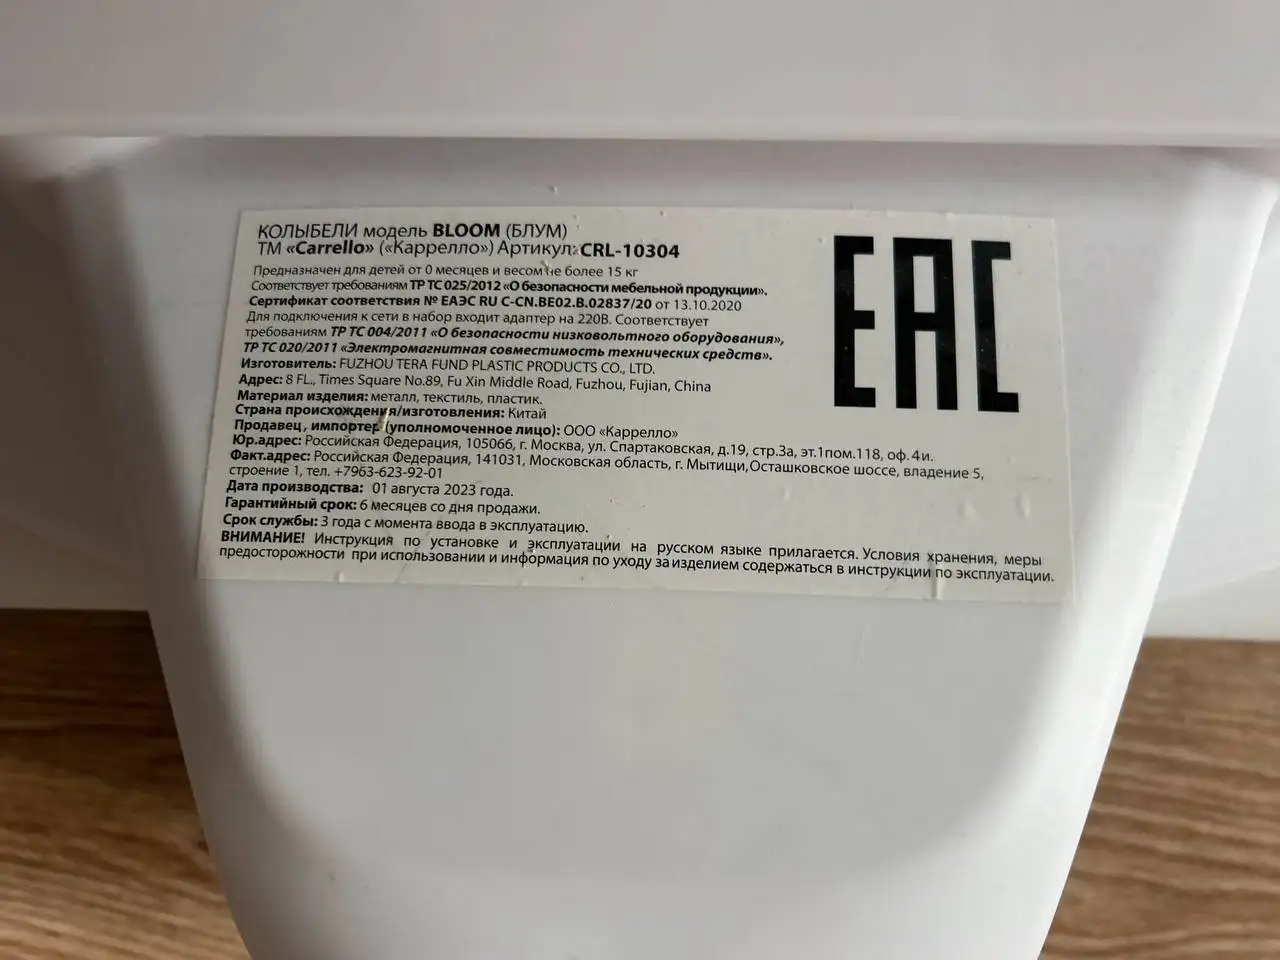 КОЛЫБЕЛИ модель BLOOM (БЛУМ)
ТМ «Carrello» («Каррелло») Артикул: CRL-10304
Предназначен для детей от 0 месяцев и весом не более 15 кг
Соответствует требованиям ТР ТС 025/2012 «О безопасности мебельной продукции».
Сертификат соответствия № ЕАЭС RU C-CN.BE02.B.02837/20 от 13.10.2020
Для подключения к сети в набор входит адаптер на 220В. Соответствует
требованиям ТР ТС 004/2011 «О безопасности низковольтного оборудования»,
ТР ТС 020/2011 «Электромагнитная совместимость технических средств».
Изготовитель: FUZHOU TERA FUND PLASTIC PRODUCTS CO., LTD.
Адрес: 8 FL., Times Square No.89, Fu Xin Middle Road, Fuzhou, Fujian, China
Материал изделия: металл, текстиль, пластик.
Страна происхождения/изготовления: Китай
Продавец, импортер (уполномоченное лицо): ООО «Каррелло»
Юр.адрес: Российская Федерация, 105066, г. Москва, ул. Спартаковская, д.19, стр.3а, эт.1пом.118, оф. 4и.
Факт.адрес: Российская Федерация, 141031, Московская область, г. Мытищи,Осташковское шоссе, владение 5,
строение 1, тел. +7963-623-92-01
Дата производства: 01 августа 2023 года.
Гарантийный срок: 6 месяцев со дня продажи.
Срок службы: 3 года с момента ввода в эксплуатацию.
ВНИМАНИЕ! Инструкция по установке и эксплуатации на русском языке прилагается. Условия хранения, меры
предосторожности при использовании и информация по уходу за изделием содержаться в инструкции по эксплуатации.
EAC